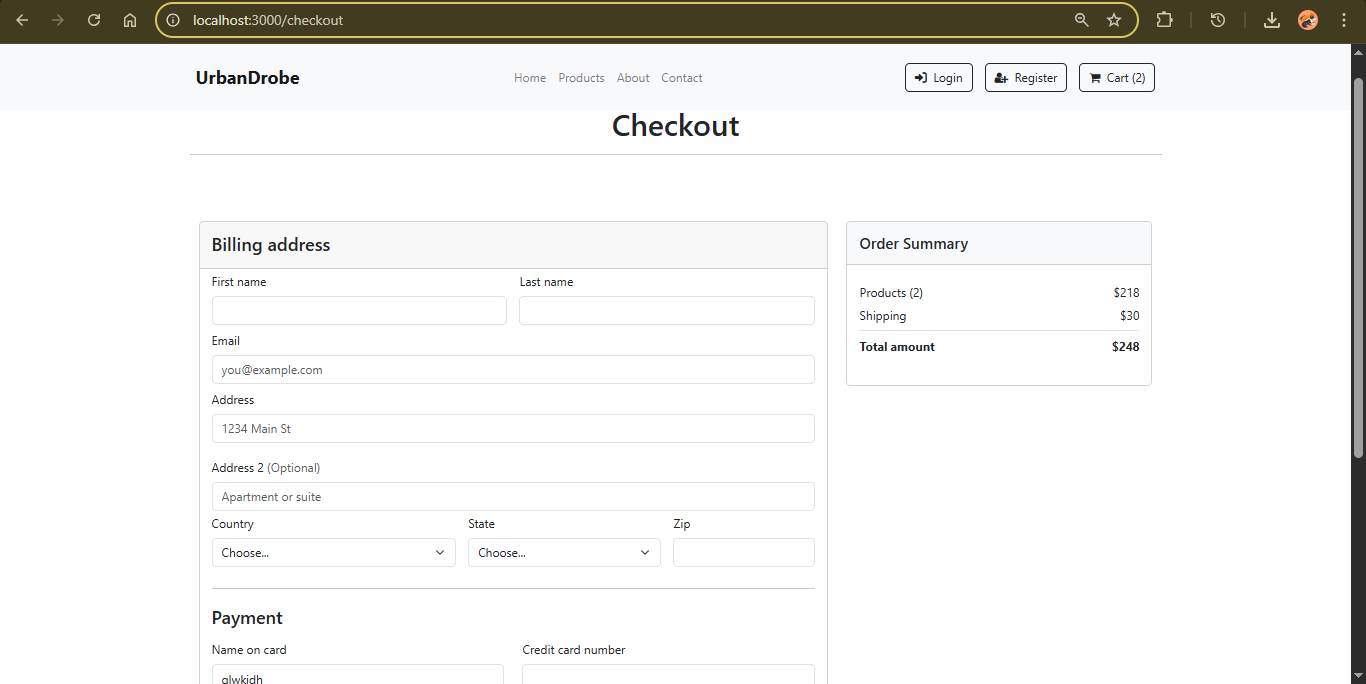 localhost:3000/checkout
UrbanDrobe
Home Products About Contact
Login Register Cart (2)
Checkout
Billing address
First name Last name
Email
you@example.com
Address
1234 Main St
Address 2 (Optional)
Apartment or suite
Country State Zip
Choose... Choose...
Payment
Name on card Credit card number
qlwkidh
Order Summary
Products (2) $218
Shipping $30
Total amount $248